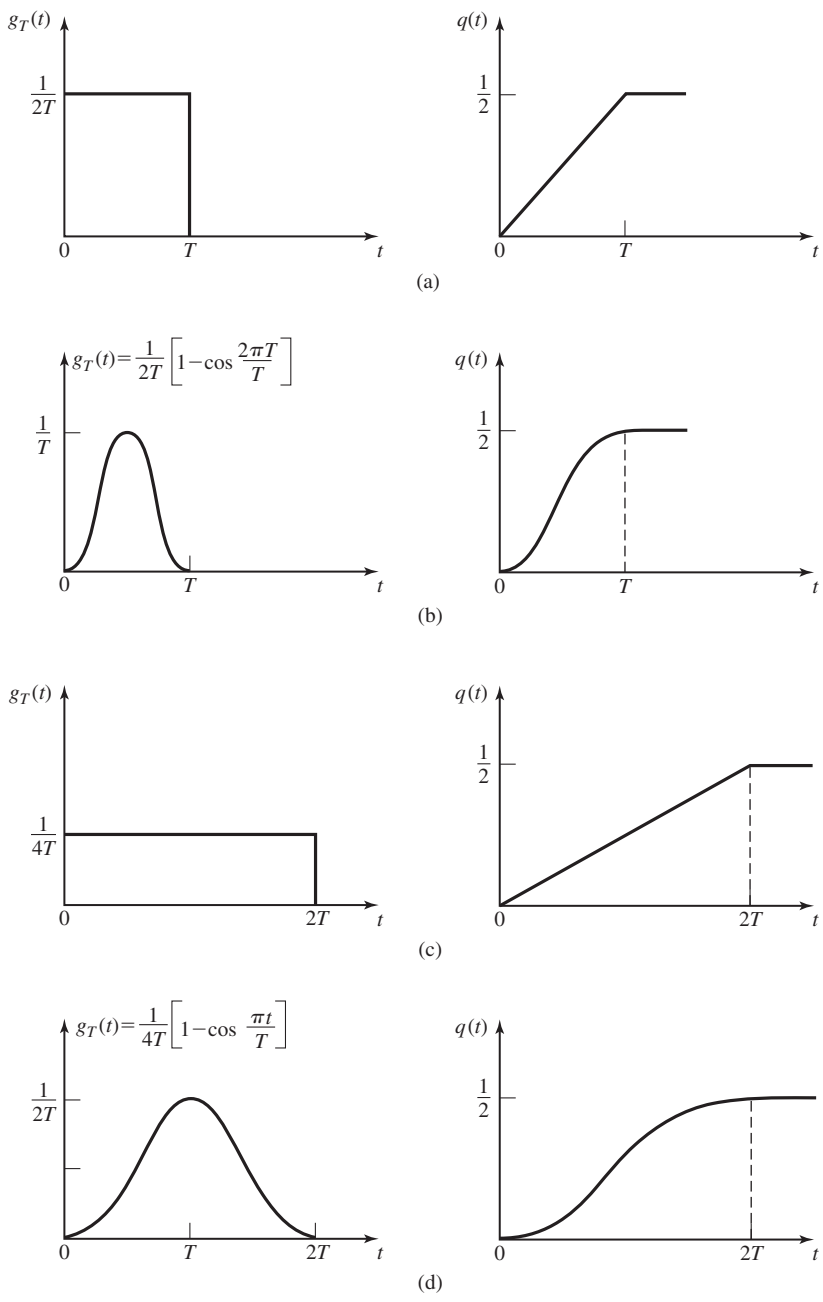 g_T(t)
1/2T
0 T t
q(t)
1/2
0 T t
(a)
g_T(t)=1/2T[1−cos 2πT/T]
1/T
0 T t
q(t)
1/2
0 T t
(b)
g_T(t)
1/4T
0 2T t
q(t)
1/2
0 2T t
(c)
g_T(t)=1/4T[1−cos πt/T]
1/2T
0 T 2T t
q(t)
1/2
0 2T t
(d)